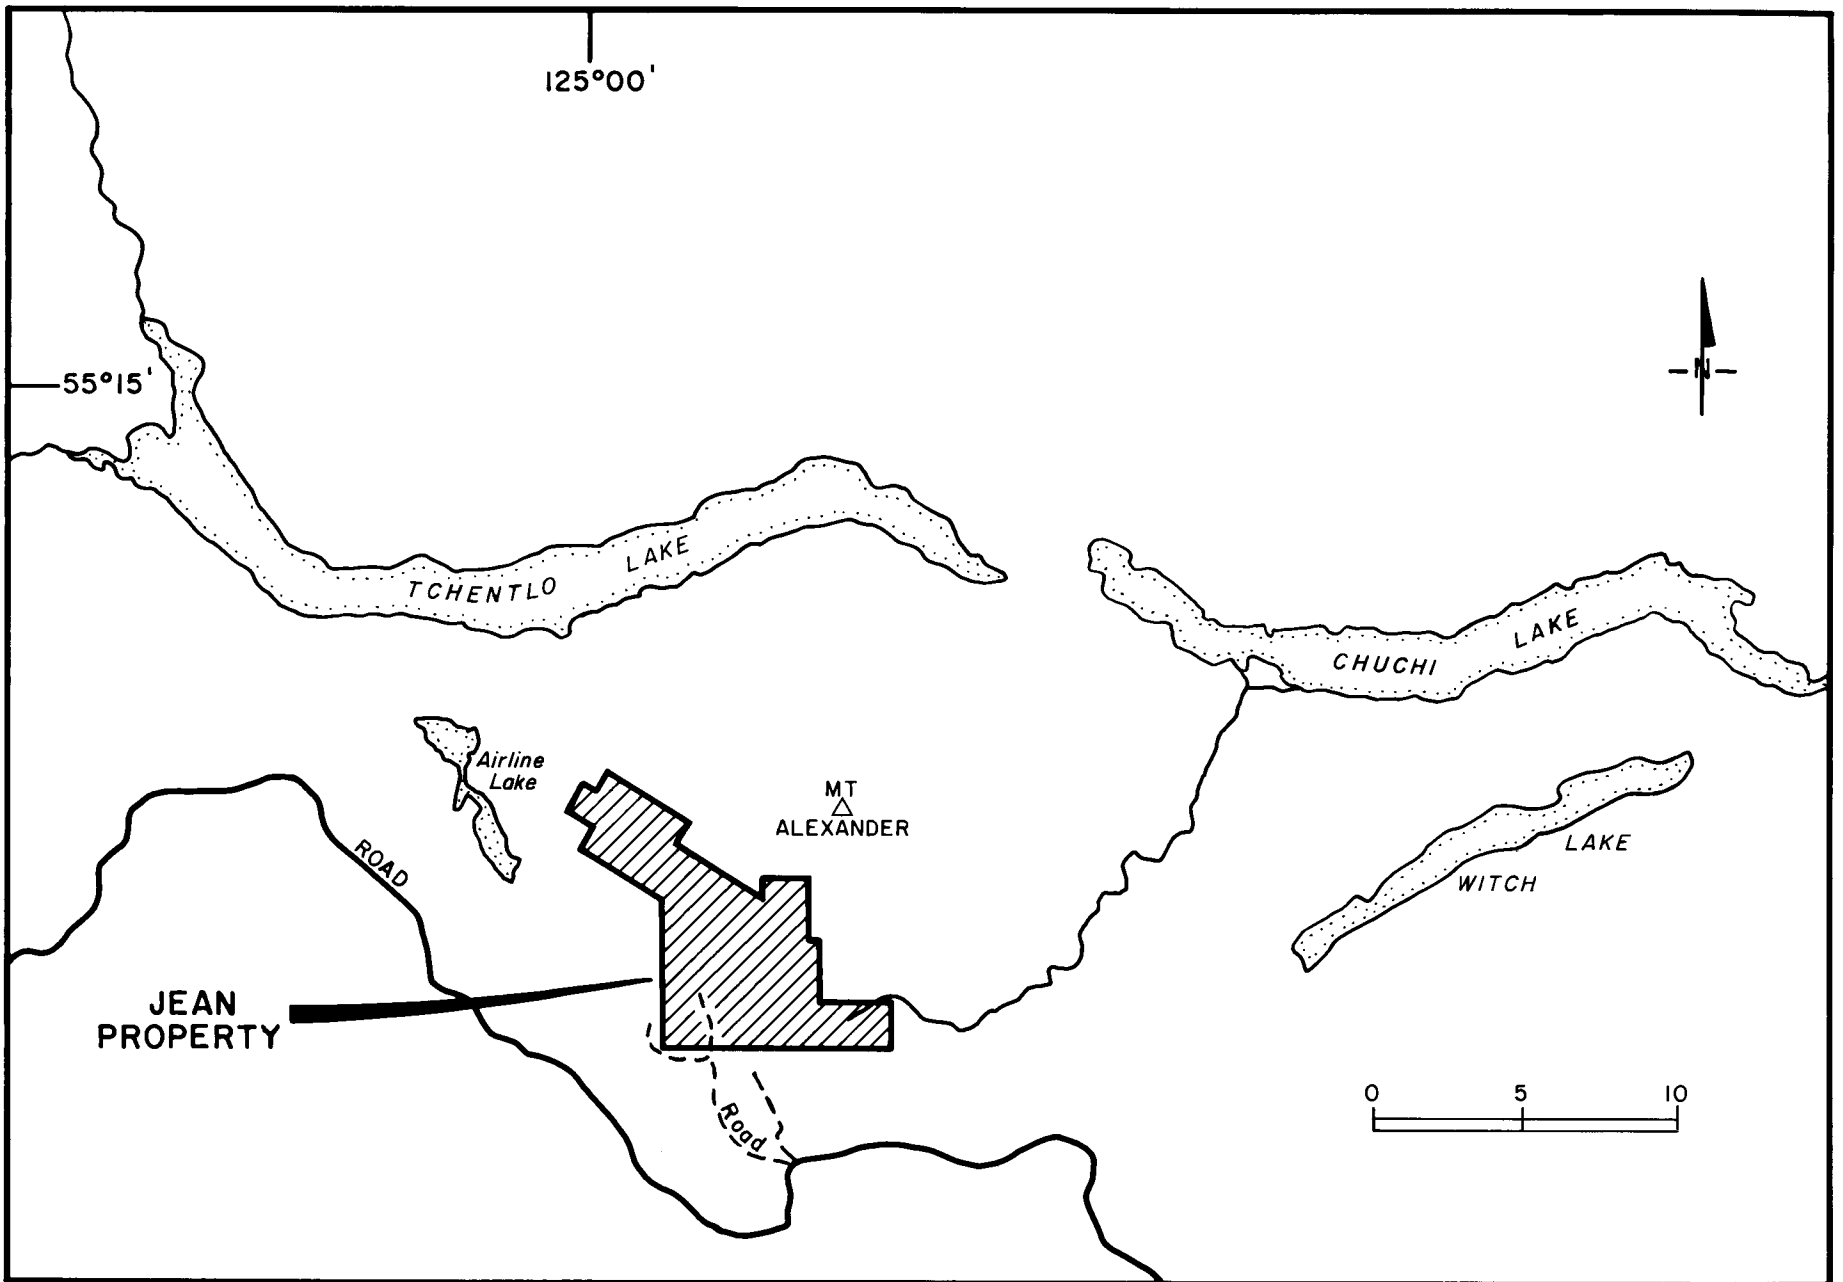 125°00'
55°15'
N
TCHENTLO LAKE
CHUCHI LAKE
Airline
Lake
MT
ALEXANDER
ROAD
LAKE
WITCH
JEAN
PROPERTY
Road
0 5 10